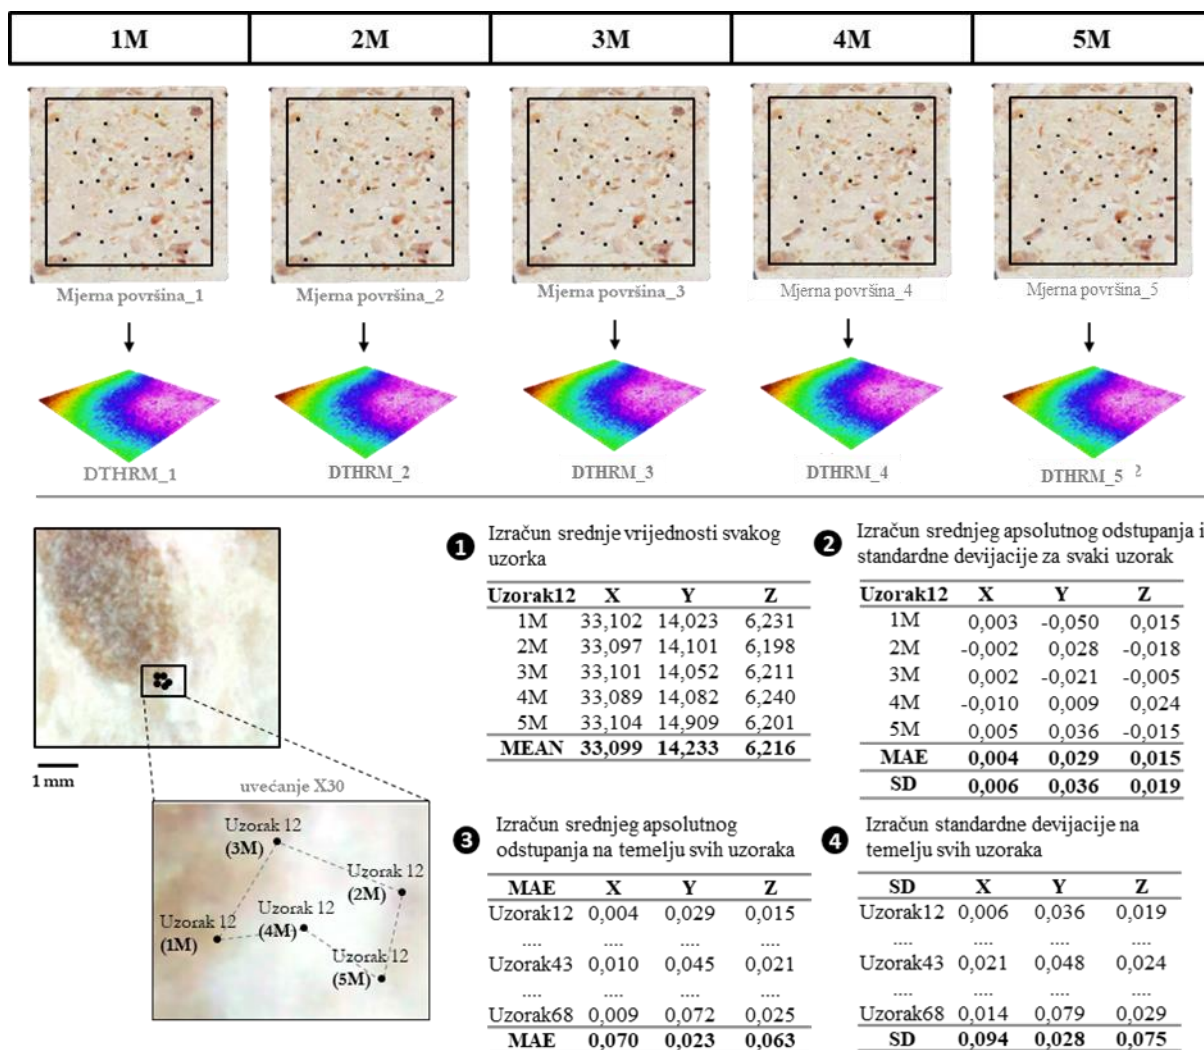 1M 2M 3M 4M 5M
Mjerna površina_1 Mjerna površina_2 Mjerna površina_3 Mjerna površina_4 Mjerna površina_5
DTHRM_1 DTHRM_2 DTHRM_3 DTHRM_4 DTHRM_5 2
1 mm
uvećanje X30
Uzorak 12
(3M)
Uzorak 12
(2M)
Uzorak 12
(4M)
Uzorak 12
(1M)
Uzorak 12
(5M)
1 Izračun srednje vrijednosti svakog
uzorka
Uzorak12 X Y Z
1M 33,102 14,023 6,231
2M 33,097 14,101 6,198
3M 33,101 14,052 6,211
4M 33,089 14,082 6,240
5M 33,104 14,909 6,201
MEAN 33,099 14,233 6,216
2 Izračun srednjeg apsolutnog odstupanja i
standardne devijacije za svaki uzorak
Uzorak12 X Y Z
1M 0,003 -0,050 0,015
2M -0,002 0,028 -0,018
3M 0,002 -0,021 -0,005
4M -0,010 0,009 0,024
5M 0,005 0,036 -0,015
MAE 0,004 0,029 0,015
SD 0,006 0,036 0,019
3 Izračun srednjeg apsolutnog
odstupanja na temelju svih uzoraka
MAE X Y Z
Uzorak12 0,004 0,029 0,015
.... .... .... ....
Uzorak43 0,010 0,045 0,021
.... .... .... ....
Uzorak68 0,009 0,072 0,025
MAE 0,070 0,023 0,063
4 Izračun standardne devijacije na
temelju svih uzoraka
SD X Y Z
Uzorak12 0,006 0,036 0,019
.... .... .... ....
Uzorak43 0,021 0,048 0,024
.... .... .... ....
Uzorak68 0,014 0,079 0,029
SD 0,094 0,028 0,075